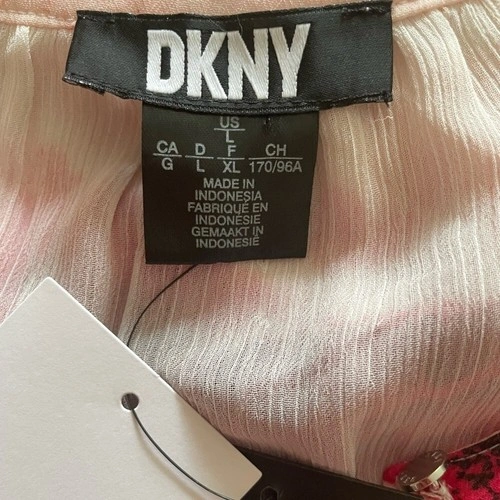 DKNY
US
L
CA D F CH
G L XL 170/96A
MADE IN
INDONESIA
FABRIQUÉ EN
INDONÉSIE
GEMAAKT IN
INDONESIË